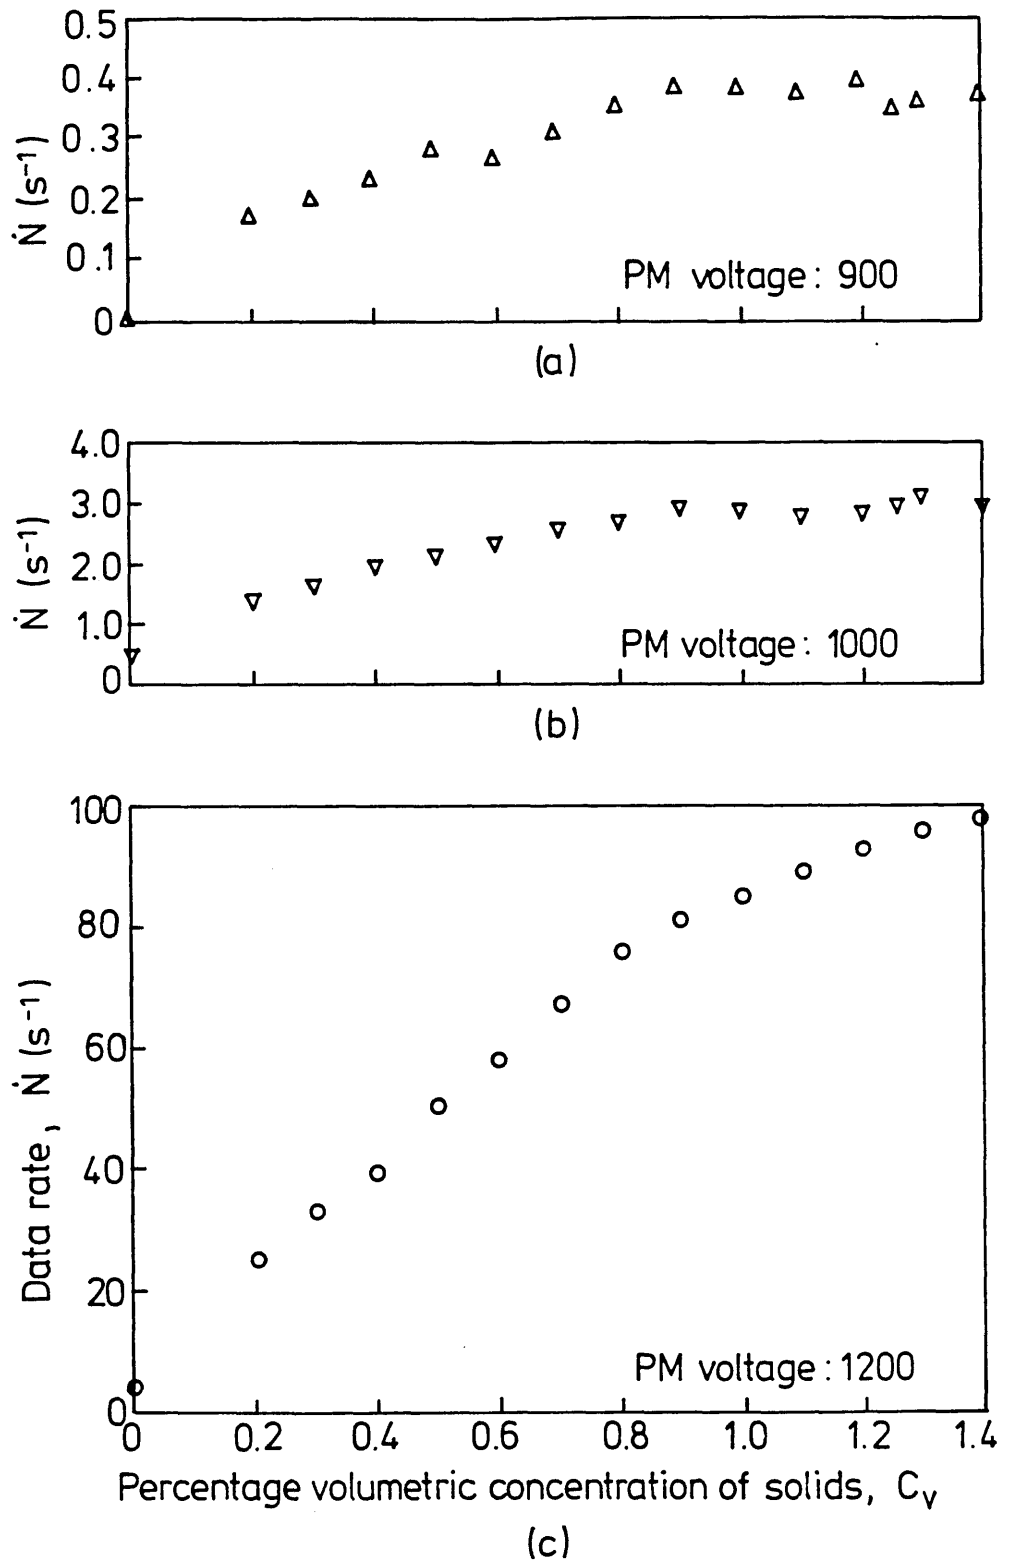 0.5
0.4
0.3
0.2
0.1
0
Ṅ (s⁻¹)
PM voltage: 900
(a)
4.0
3.0
2.0
1.0
0
Ṅ (s⁻¹)
PM voltage: 1000
(b)
100
80
60
40
20
0
Data rate, Ṅ (s⁻¹)
PM voltage: 1200
0 0.2 0.4 0.6 0.8 1.0 1.2 1.4
Percentage volumetric concentration of solids, Cᵥ
(c)